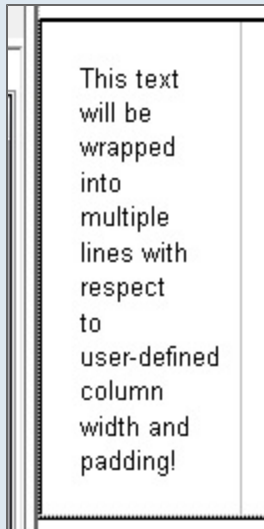 This text
will be
wrapped
into
multiple
lines with
respect
to
user-defined
column
width and
padding!